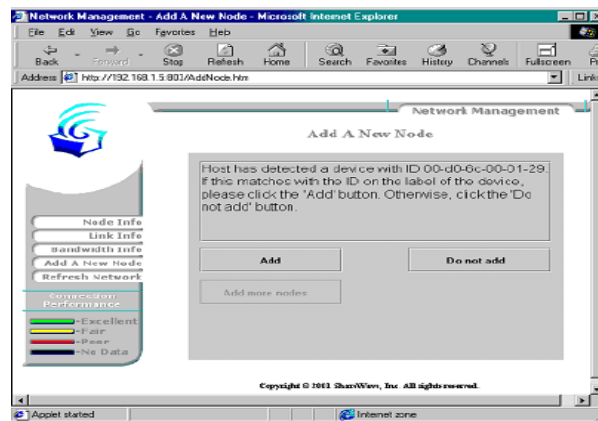 Network Management - Add A New Node - Microsoft Internet Explorer
File Edit View Go Favorites Help
Back Forward Stop Refresh Home Search Favorites History Channels Fullscreen
Address http://192.168.1.5:803/AddNode.htm Link
Network Management
Add A New Node
Host has detected a device with ID 00-d0-6c-00-01-29.
If this matches with the ID on the label of the device,
please click the 'Add' button. Otherwise, click the 'Do
not add' button.
Add Do not add
Add more nodes
Node Info
Link Info
Bandwidth Info
Add A New Node
Refresh Network
Connection
Performance
-Excellent
-Fair
-Poor
-No Data
Copyright © 2001 ShareWave, Inc. All rights reserved.
Applet started Internet zone